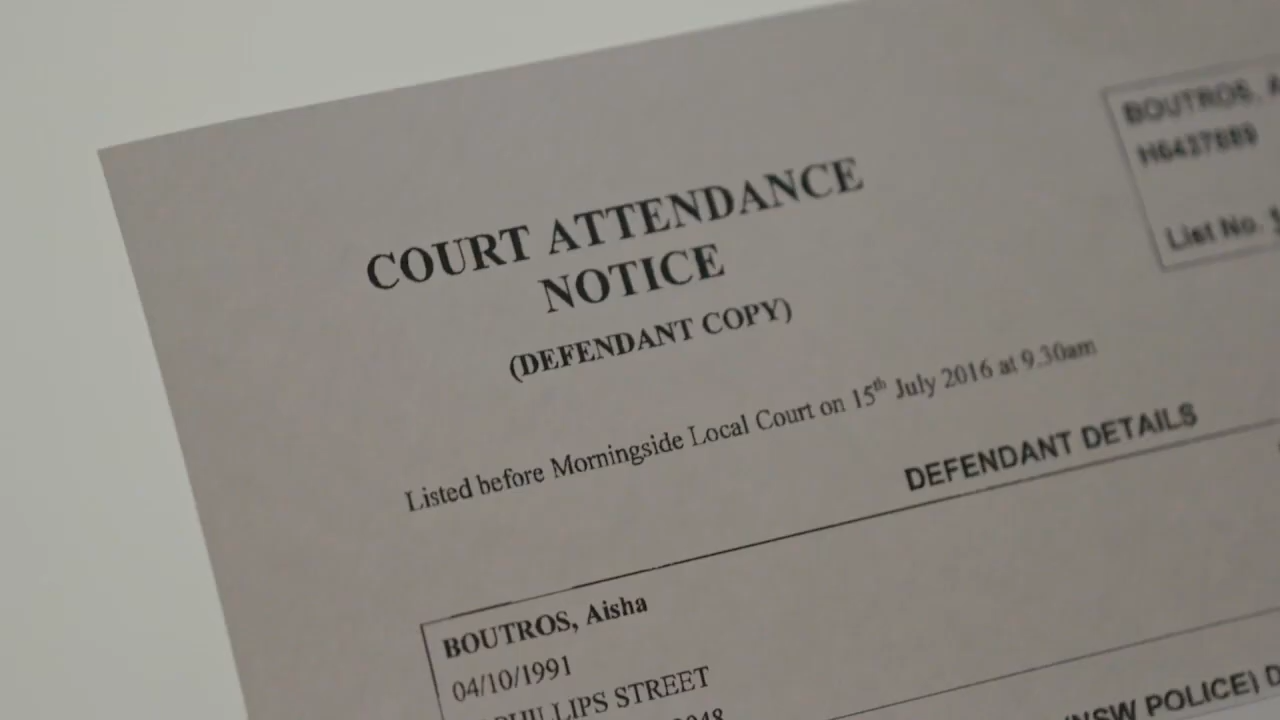 COURT ATTENDANCE
NOTICE
(DEFENDANT COPY)
BOUTROS, A
H6437889
List No.
Listed before Morningside Local Court on 15th July 2016 at 9.30am
DEFENDANT DETAILS
BOUTROS, Aisha
04/10/1991
PHILLIPS STREET
(NSW POLICE) D